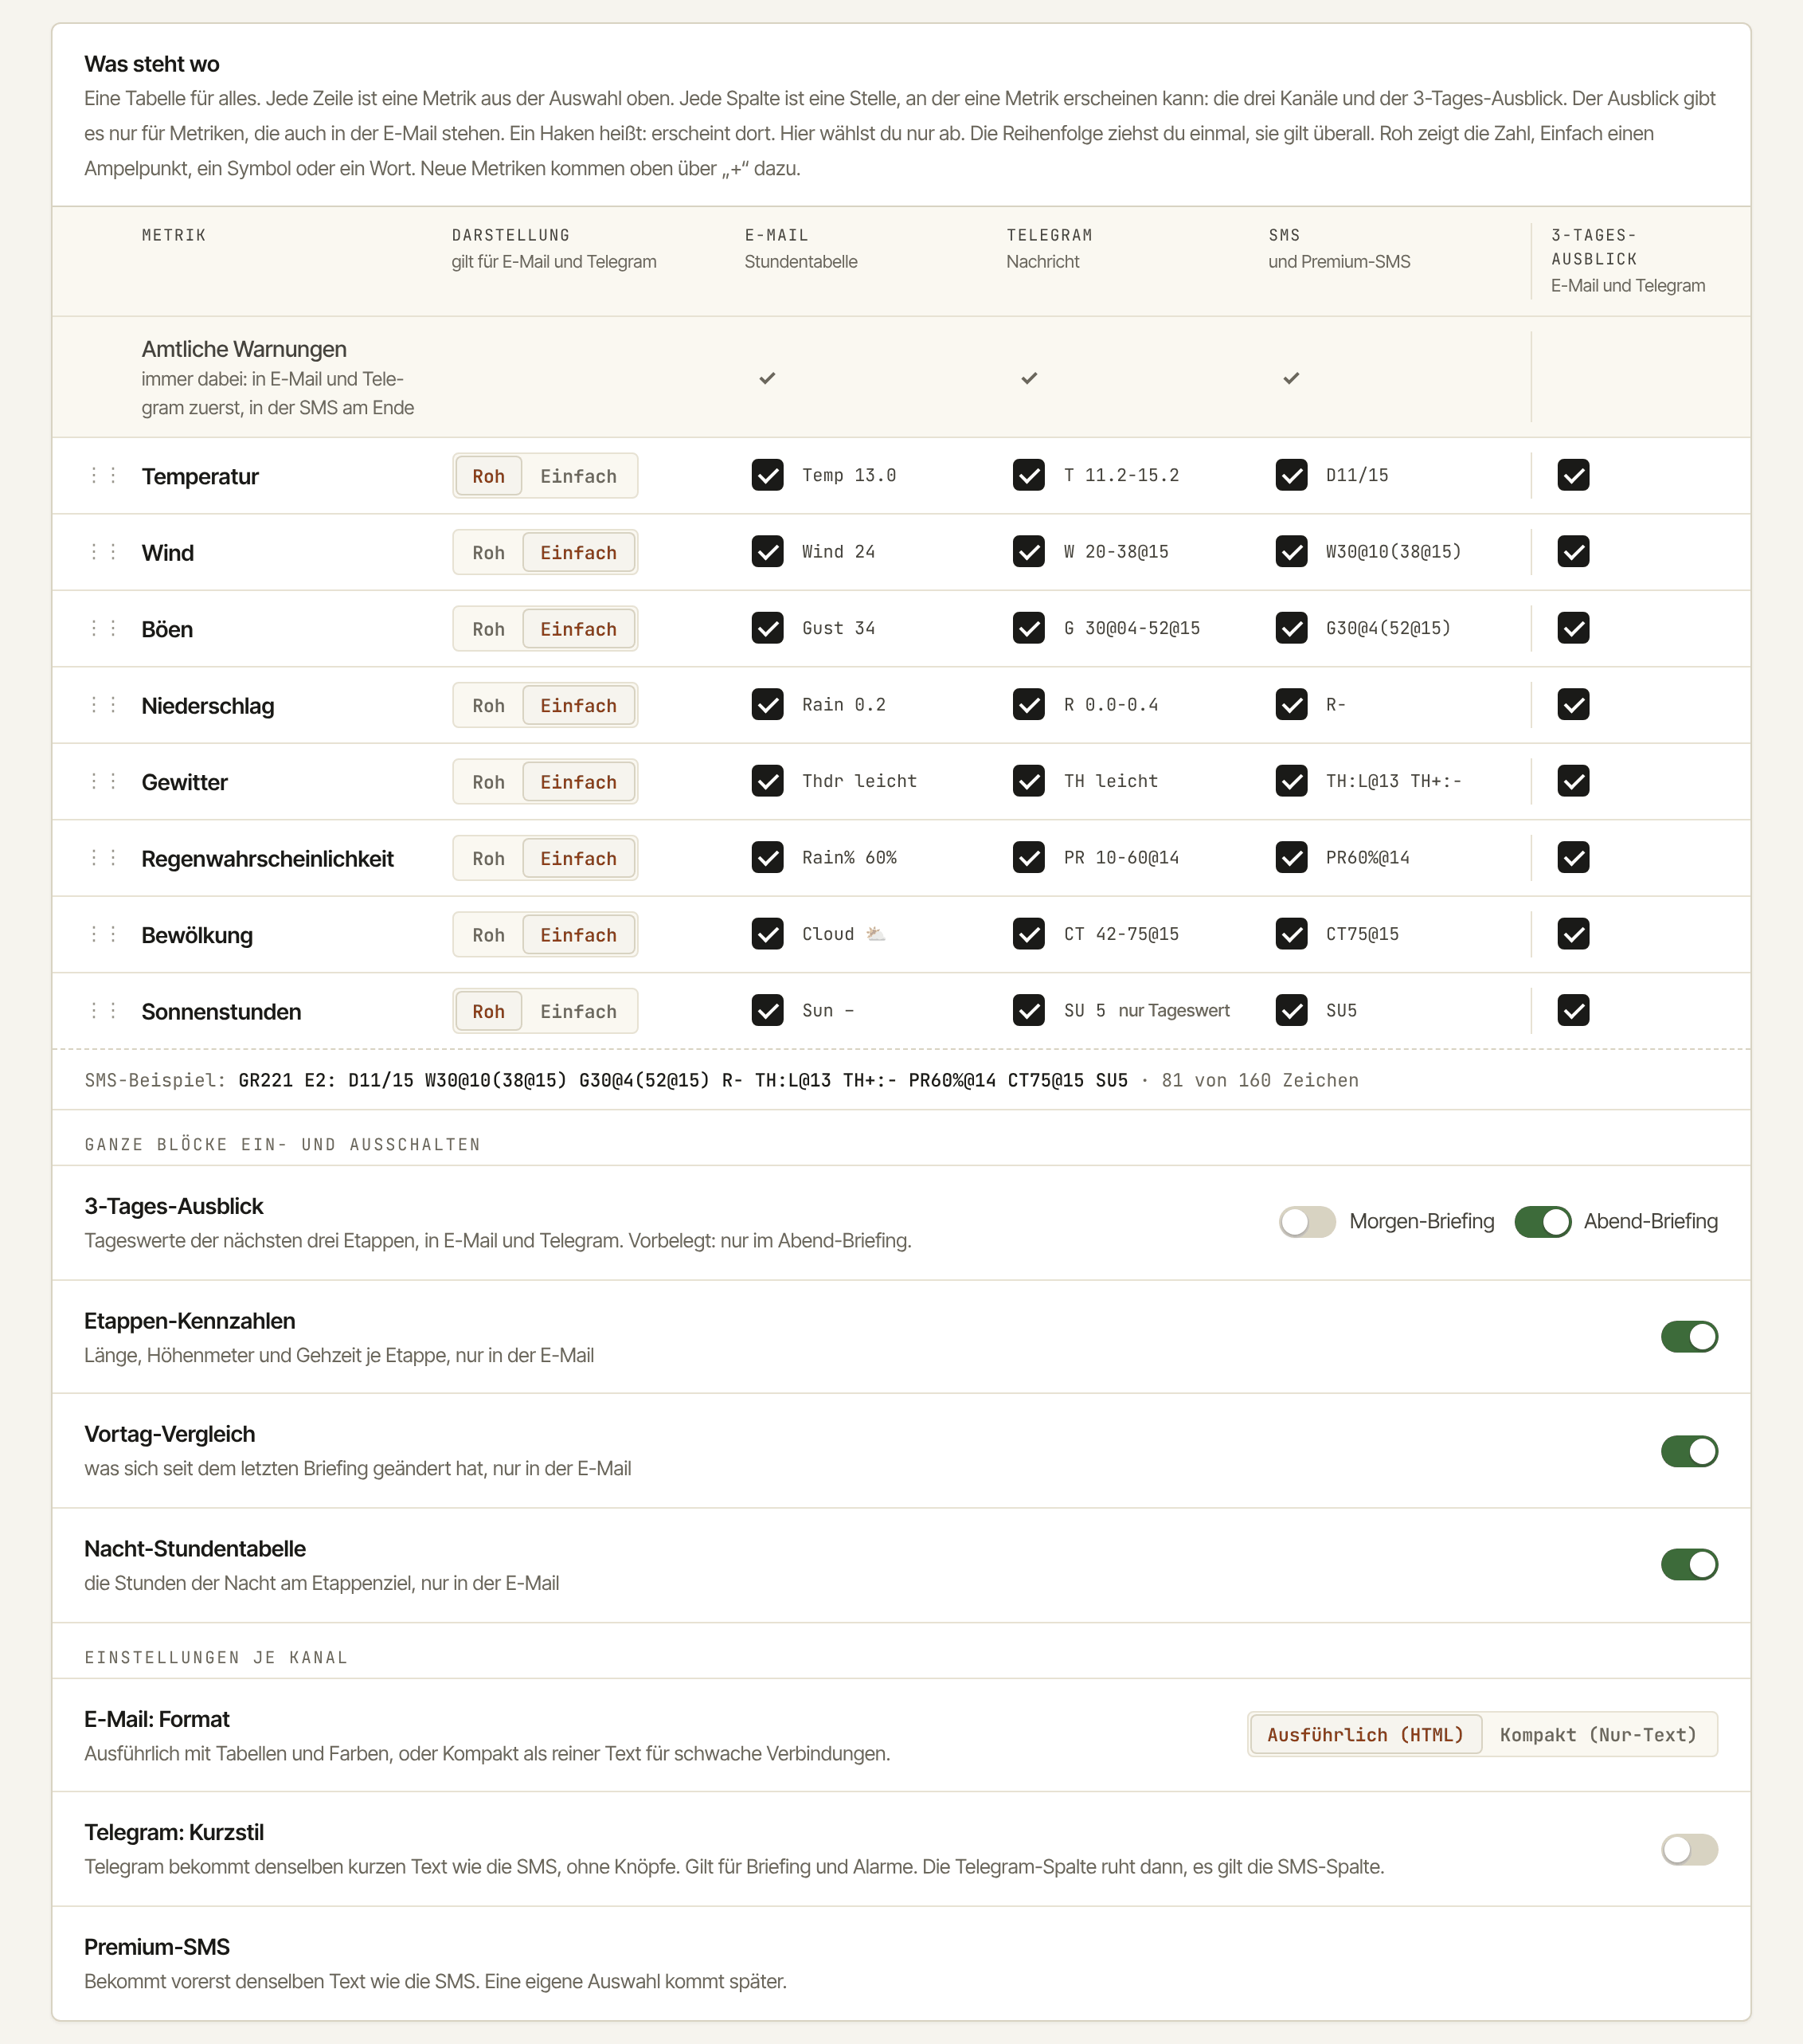 Was steht wo
Eine Tabelle für alles. Jede Zeile ist eine Metrik aus der Auswahl oben. Jede Spalte ist eine Stelle, an der eine Metrik erscheinen kann: die drei Kanäle und der 3-Tages-Ausblick. Der Ausblick gibt
es nur für Metriken, die auch in der E-Mail stehen. Ein Haken heißt: erscheint dort. Hier wählst du nur ab. Die Reihenfolge ziehst du einmal, sie gilt überall. Roh zeigt die Zahl, Einfach einen
Ampelpunkt, ein Symbol oder ein Wort. Neue Metriken kommen oben über „+“ dazu.
METRIK DARSTELLUNG E-MAIL TELEGRAM SMS 3-TAGES-
AUSBLICK
gilt für E-Mail und Telegram Stundentabelle Nachricht und Premium-SMS E-Mail und Telegram
Amtliche Warnungen
immer dabei: in E-Mail und Tele-
gram zuerst, in der SMS am Ende
Temperatur Roh Einfach Temp 13.0 T 11.2-15.2 D11/15
Wind Roh Einfach Wind 24 W 20-38@15 W30@10(38@15)
Böen Roh Einfach Gust 34 G 30@04-52@15 G30@4(52@15)
Niederschlag Roh Einfach Rain 0.2 R 0.0-0.4 R-
Gewitter Roh Einfach Thdr leicht TH leicht TH:L@13 TH+:-
Regenwahrscheinlichkeit Roh Einfach Rain% 60% PR 10-60@14 PR60%@14
Bewölkung Roh Einfach Cloud CT 42-75@15 CT75@15
Sonnenstunden Roh Einfach Sun – SU 5 nur Tageswert SU5
SMS-Beispiel: GR221 E2: D11/15 W30@10(38@15) G30@4(52@15) R- TH:L@13 TH+:- PR60%@14 CT75@15 SU5 · 81 von 160 Zeichen
GANZE BLÖCKE EIN- UND AUSSCHALTEN
3-Tages-Ausblick
Tageswerte der nächsten drei Etappen, in E-Mail und Telegram. Vorbelegt: nur im Abend-Briefing.
Morgen-Briefing Abend-Briefing
Etappen-Kennzahlen
Länge, Höhenmeter und Gehzeit je Etappe, nur in der E-Mail
Vortag-Vergleich
was sich seit dem letzten Briefing geändert hat, nur in der E-Mail
Nacht-Stundentabelle
die Stunden der Nacht am Etappenziel, nur in der E-Mail
EINSTELLUNGEN JE KANAL
E-Mail: Format
Ausführlich mit Tabellen und Farben, oder Kompakt als reiner Text für schwache Verbindungen.
Ausführlich (HTML) Kompakt (Nur-Text)
Telegram: Kurzstil
Telegram bekommt denselben kurzen Text wie die SMS, ohne Knöpfe. Gilt für Briefing und Alarme. Die Telegram-Spalte ruht dann, es gilt die SMS-Spalte.
Premium-SMS
Bekommt vorerst denselben Text wie die SMS. Eine eigene Auswahl kommt später.